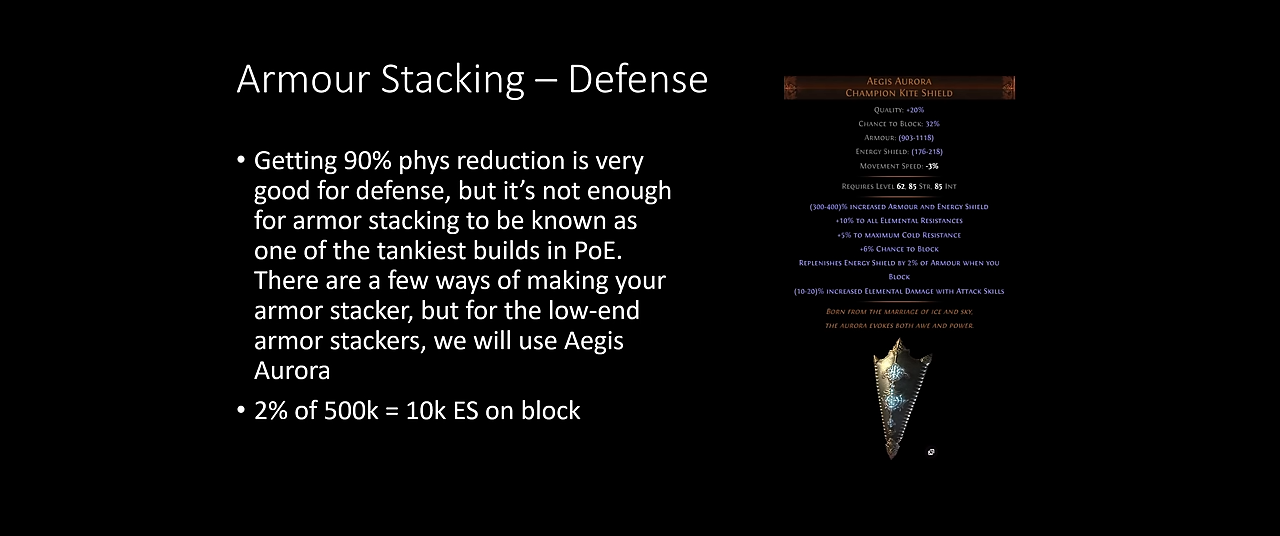 Armour Stacking – Defense
• Getting 90% phys reduction is very
good for defense, but it's not enough
for armor stacking to be known as
one of the tankiest builds in PoE.
There are a few ways of making your
armor stacker, but for the low-end
armor stackers, we will use Aegis
Aurora
• 2% of 500k = 10k ES on block
Aegis Aurora
Champion Kite Shield
Quality: +20%
Chance to Block: 32%
Armour: (903-1118)
Energy Shield: (176-218)
Movement Speed: -3%
Requires Level 62, 85 Str, 85 Int
(300-400)% increased Armour and Energy Shield
+10% to all Elemental Resistances
+5% to maximum Cold Resistance
+6% Chance to Block
Replenishes Energy Shield by 2% of Armour when you
Block
(10-20)% increased Elemental Damage with Attack Skills
Born from the marriage of ice and sky,
the aurora evokes both awe and power.